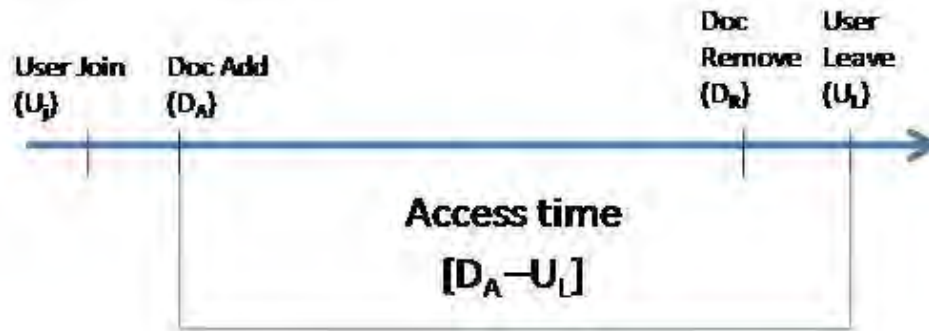 User Join
(Uj)
Doc Add
(DA)
Doc
Remove
(DR)
User
Leave
(UL)
Access time
[DA—UL]